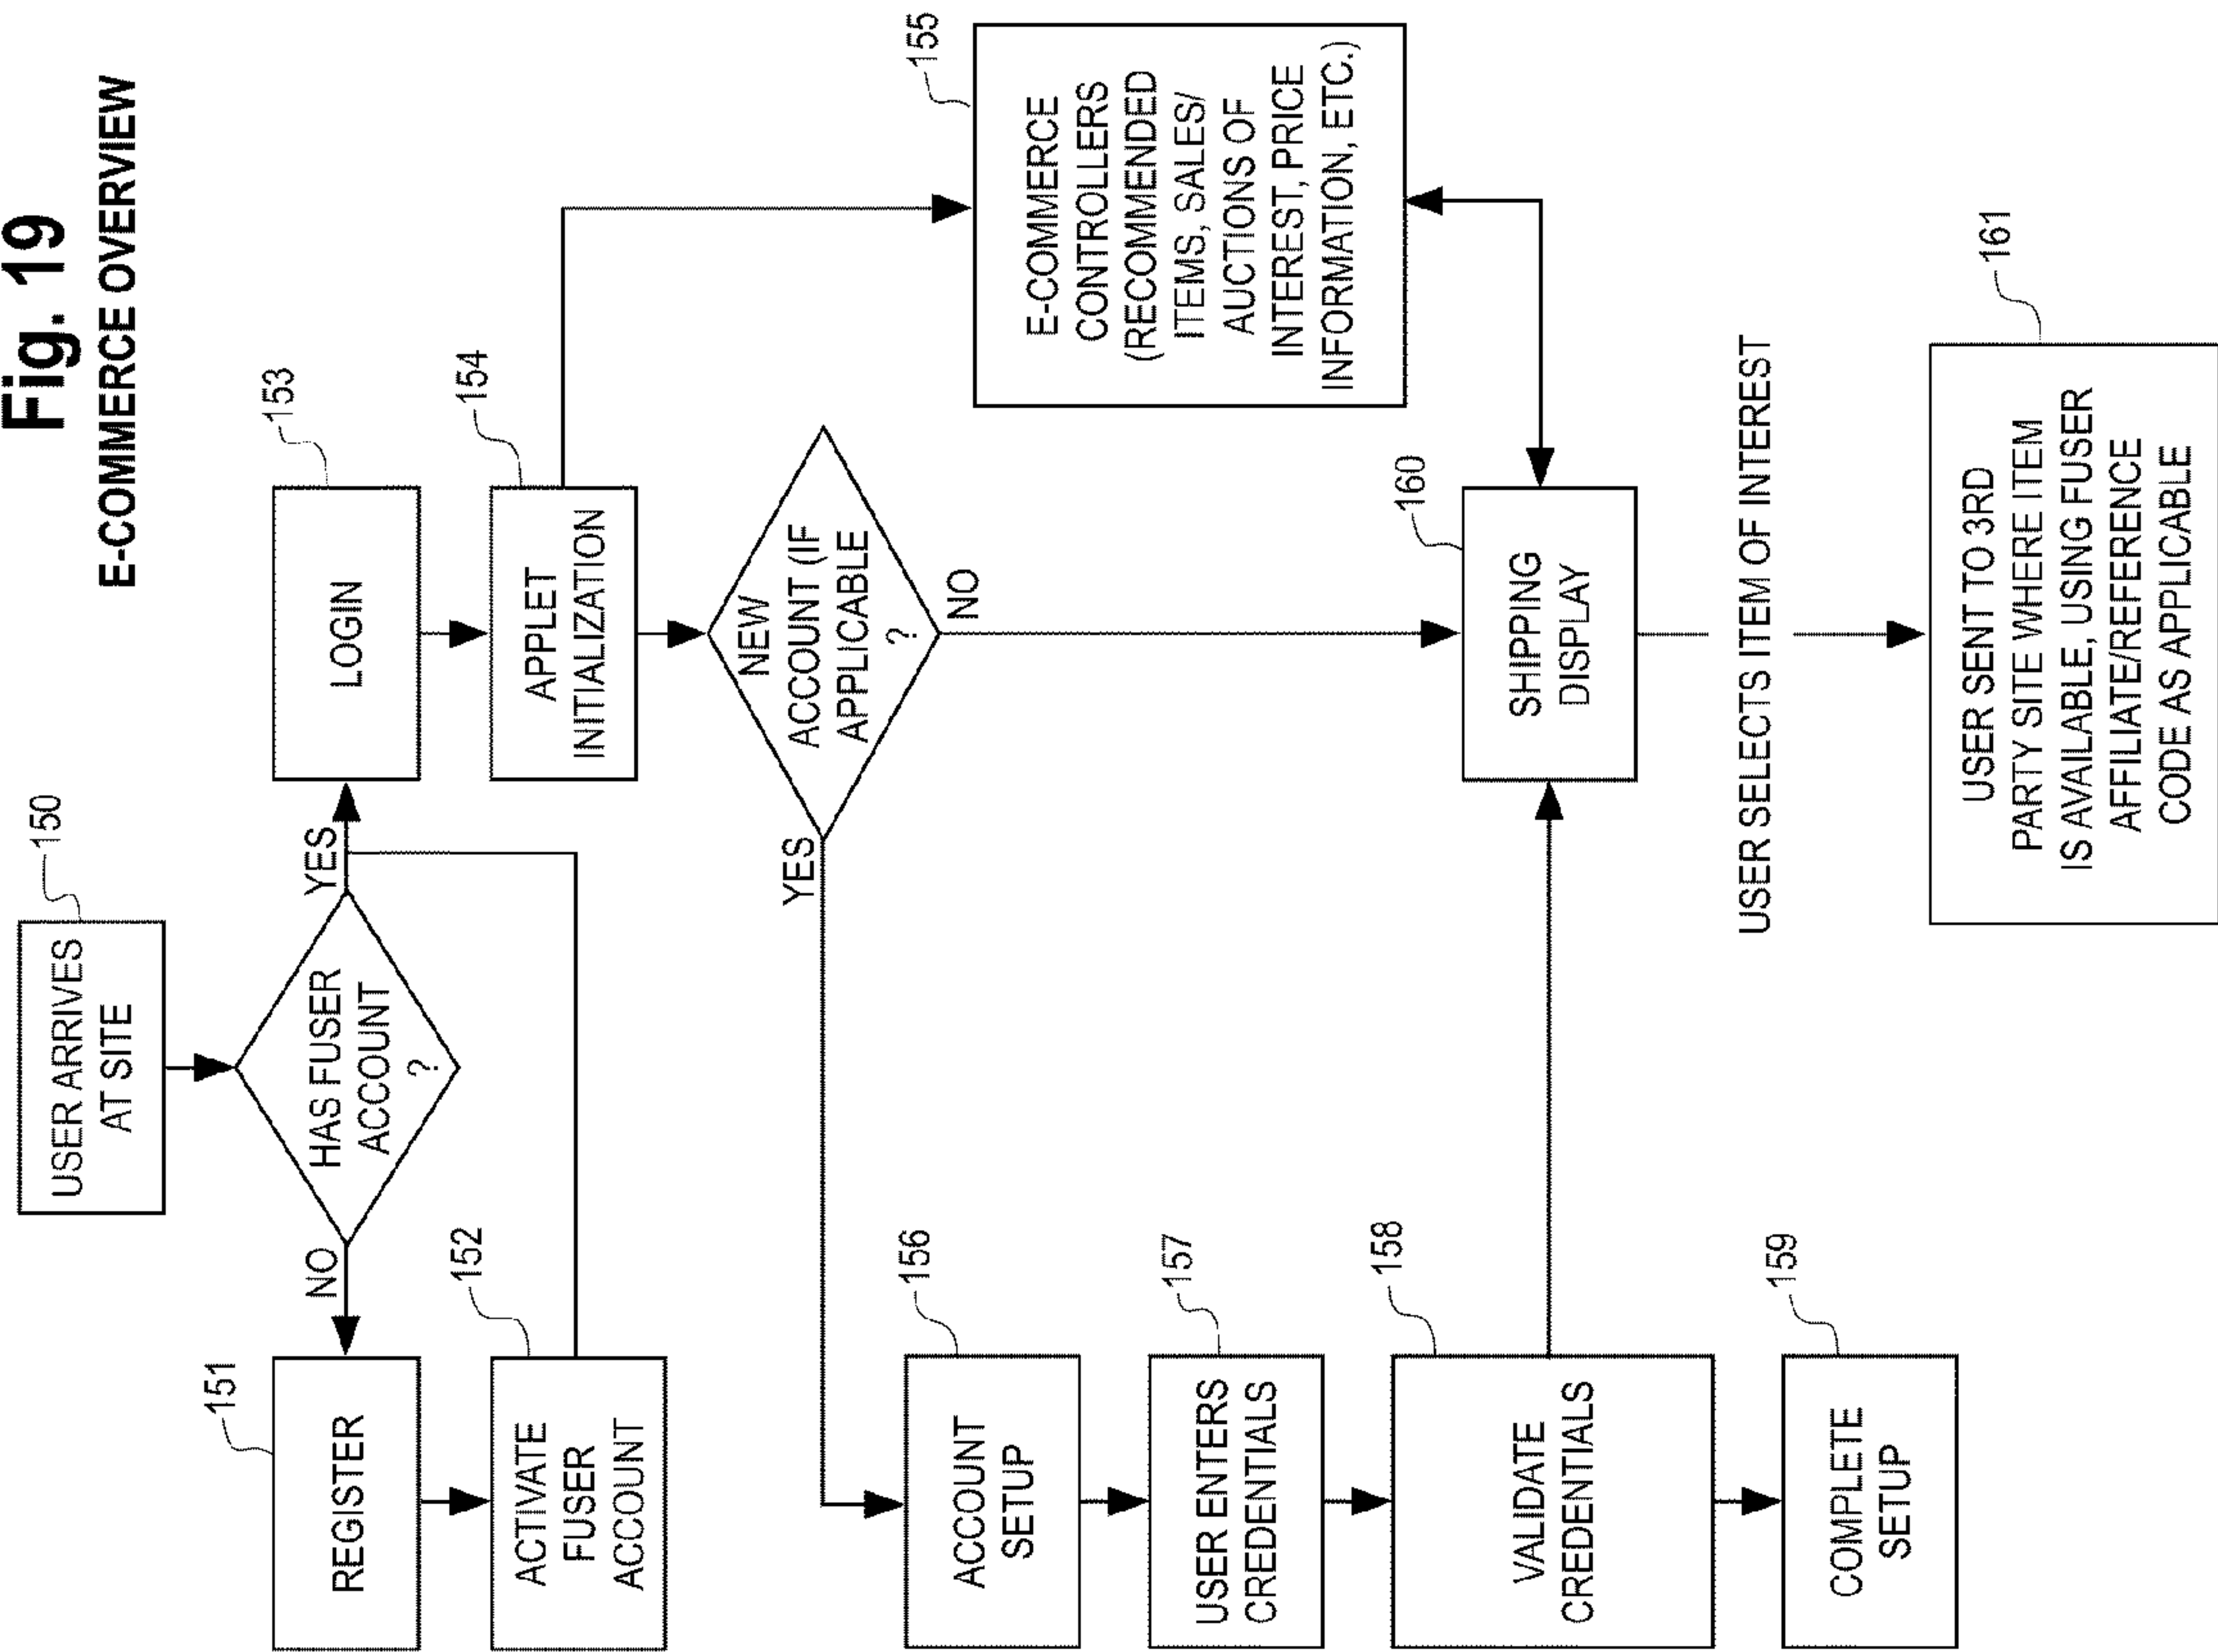 Fig. 19
E-COMMERCE OVERVIEW
150
USER ARRIVES
AT SITE
HAS FUSER
ACCOUNT
?
NO
YES
151
REGISTER
152
ACTIVATE
FUSER
ACCOUNT
153
LOGIN
154
APPLET
INITIALIZATION
NEW
ACCOUNT (IF
APPLICABLE
?
YES
NO
155
E-COMMERCE
CONTROLLERS
(RECOMMENDED
ITEMS, SALES/
AUCTIONS OF
INTEREST, PRICE
INFORMATION, ETC.)
156
ACCOUNT
SETUP
157
USER ENTERS
CREDENTIALS
158
VALIDATE
CREDENTIALS
159
COMPLETE
SETUP
160
SHIPPING
DISPLAY
USER SELECTS ITEM OF INTEREST
161
USER SENT TO 3RD
PARTY SITE WHERE ITEM
IS AVAILABLE, USING FUSER
AFFILIATE/REFERENCE
CODE AS APPLICABLE